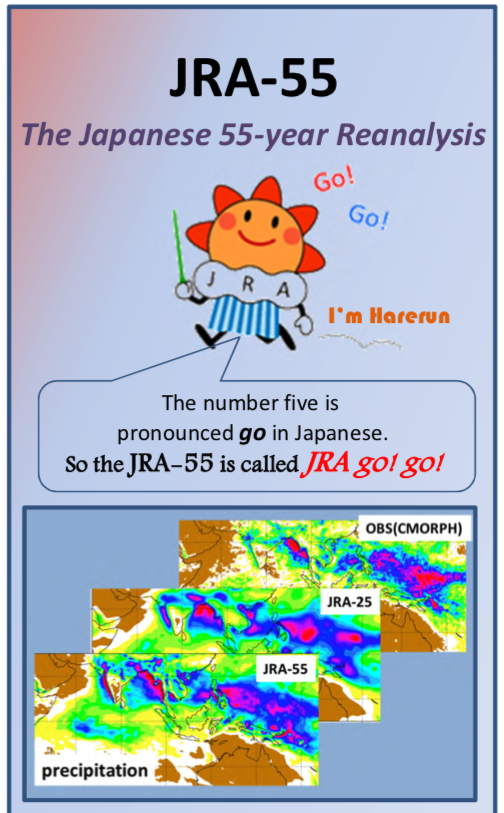 JRA-55
The Japanese 55-year Reanalysis
Go!
Go!
J R A
I'm Harerun
The number five is
pronounced go in Japanese.
So the JRA-55 is called JRA go! go!
OBS(CMORPH)
JRA-25
JRA-55
precipitation